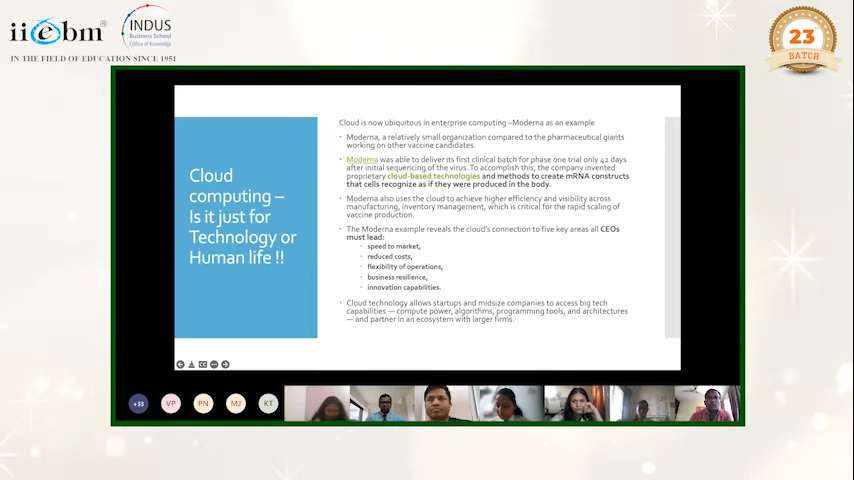 iiebm®
INDUS
Business School
Edifice of Knowledge
IN THE FIELD OF EDUCATION SINCE 1951
23
BATCH
Cloud
computing –
Is it just for
Technology or
Human life !!
Cloud is now ubiquitous in enterprise computing –Moderna as an example
Moderna, a relatively small organization compared to the pharmaceutical giants
working on other vaccine candidates.
Moderna was able to deliver its first clinical batch for phase one trial only 42 days
after initial sequencing of the virus. To accomplish this, the company invented
proprietary cloud-based technologies and methods to create mRNA constructs
that cells recognize as if they were produced in the body.
Moderna also uses the cloud to achieve higher efficiency and visibility across
manufacturing, inventory management, which is critical for the rapid scaling of
vaccine production.
The Moderna example reveals the cloud's connection to five key areas all CEOs
must lead:
speed to market,
reduced costs,
flexibility of operations,
business resilience,
innovation capabilities.
Cloud technology allows startups and midsize companies to access big tech
capabilities — compute power, algorithms, programming tools, and architectures
— and partner in an ecosystem with larger firms.
+33
VP
PN
MJ
KT